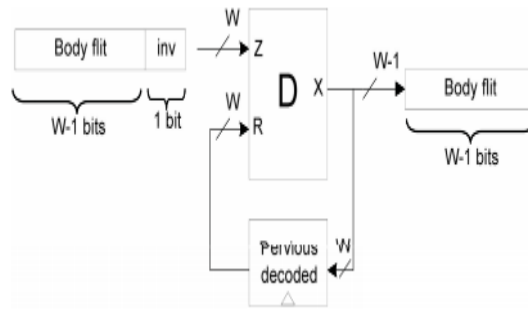 Body flit inv
W-1 bits
1 bit
W
Z
W
R
D
X
W-1
Body flit
W-1 bits
W
Pervious
decoded